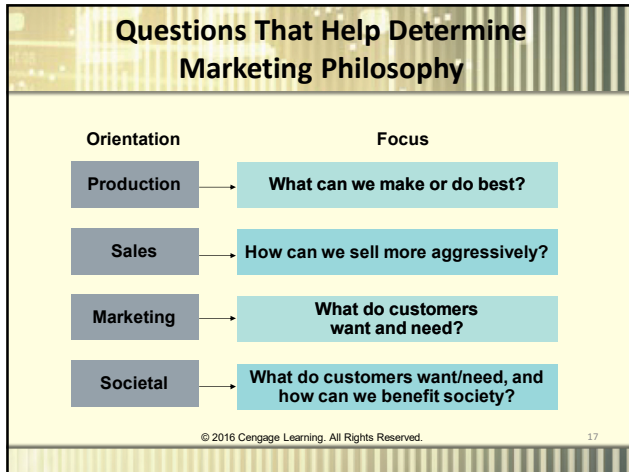 Questions That Help Determine
Marketing Philosophy
Orientation Focus
Production What can we make or do best?
Sales How can we sell more aggressively?
Marketing What do customers
want and need?
Societal What do customers want/need, and
how can we benefit society?
© 2016 Cengage Learning. All Rights Reserved. 17